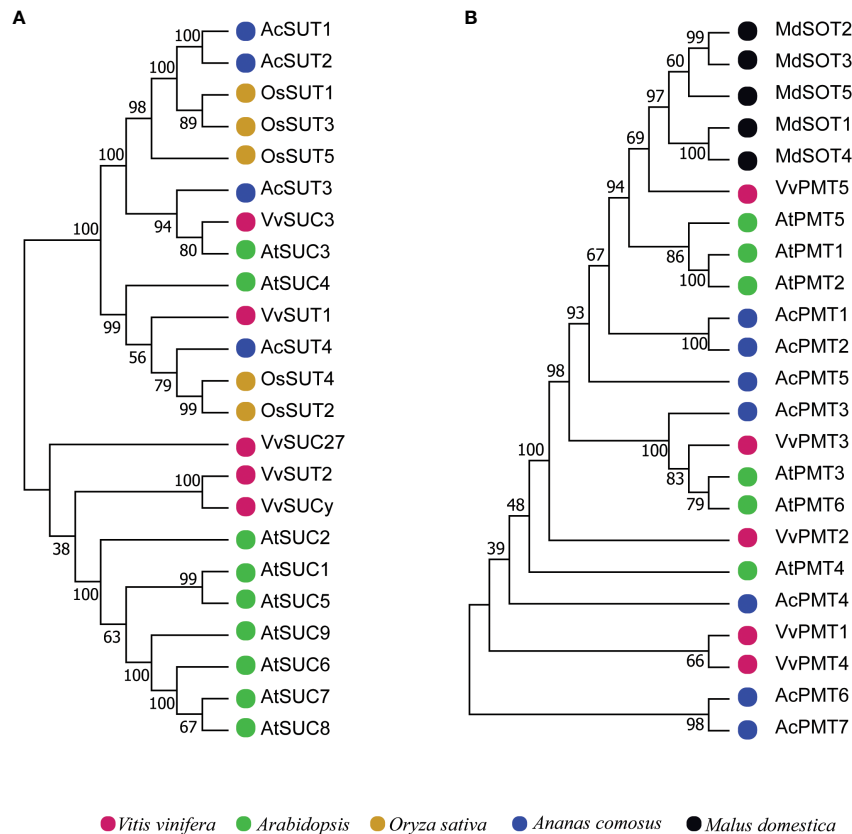 A
AcSUT1
AcSUT2
OsSUT1
OsSUT3
OsSUT5
AcSUT3
VvSUC3
AtSUC3
AtSUC4
VvSUT1
AcSUT4
OsSUT4
OsSUT2
VvSUC27
VvSUT2
VvSUCy
AtSUC2
AtSUC1
AtSUC5
AtSUC9
AtSUC6
AtSUC7
AtSUC8
100
100
89
98
100
94
80
100
99
56
79
99
100
38
100
99
63
100
100
67
B
MdSOT2
MdSOT3
MdSOT5
MdSOT1
MdSOT4
VvPMT5
AtPMT5
AtPMT1
AtPMT2
AcPMT1
AcPMT2
AcPMT5
AcPMT3
VvPMT3
AtPMT3
AtPMT6
VvPMT2
AtPMT4
AcPMT4
VvPMT1
VvPMT4
AcPMT6
AcPMT7
99
60
97
100
69
94
86
100
67
100
93
98
100
83
79
100
48
39
66
98
Vitis vinifera Arabidopsis Oryza sativa Ananas comosus Malus domestica